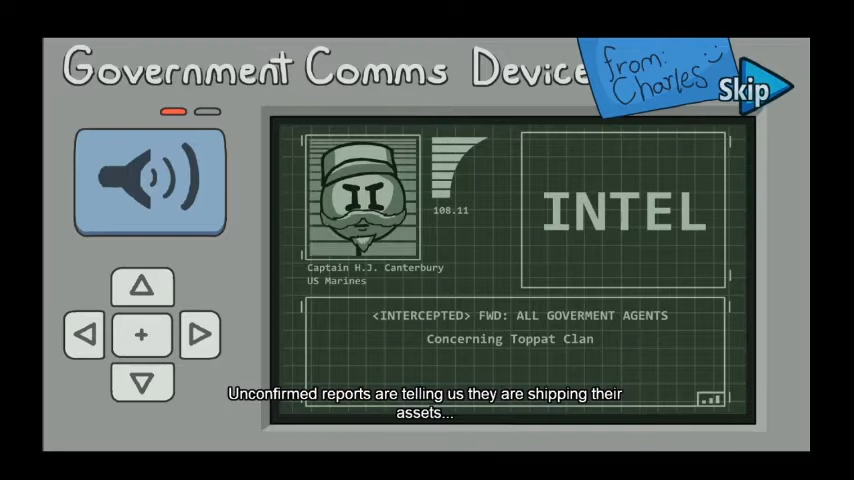 Government Comms Device
from:
Charles
Skip
108.11
INTEL
Captain H.J. Canterbury
US Marines
<INTERCEPTED> FWD: ALL GOVERMENT AGENTS
Concerning Toppat Clan
Unconfirmed reports are telling us they are shipping their
assets...